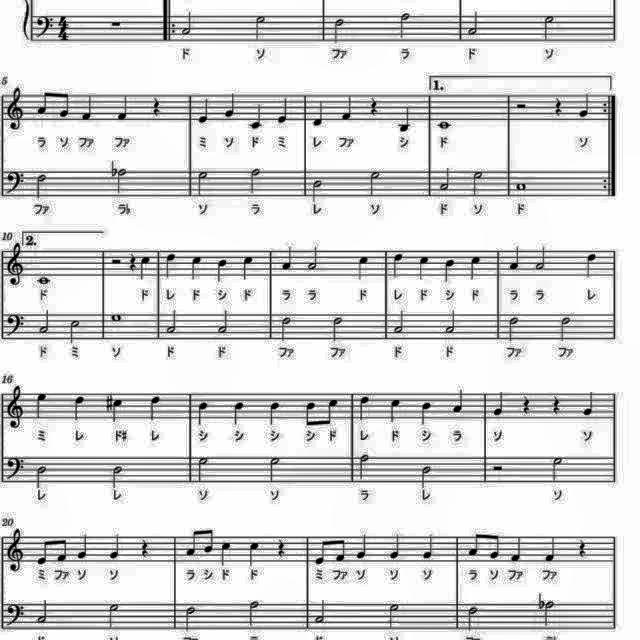 ド ソ ファ ラ ド ソ
5
1.
ラ ソ ファ ファ ミ ソ ド ミ レ ファ シ ド ソ
ファ ラ♭ ソ ラ レ ソ ド ソ ド
10
2.
ド ド レ ド シ ド ラ ラ ド レ ド シ ド ラ ラ レ
ド ミ ソ ド ド ファ ファ ド ド ファ ファ
16
ミ レ ド# レ シ シ シ シ ド レ ド シ ラ ソ ソ
レ レ ソ ソ ラ レ ソ
20
ミ ファ ソ ソ ラ シ ド ド ミ ファ ソ ソ ソ ラ ソ ファ ファ